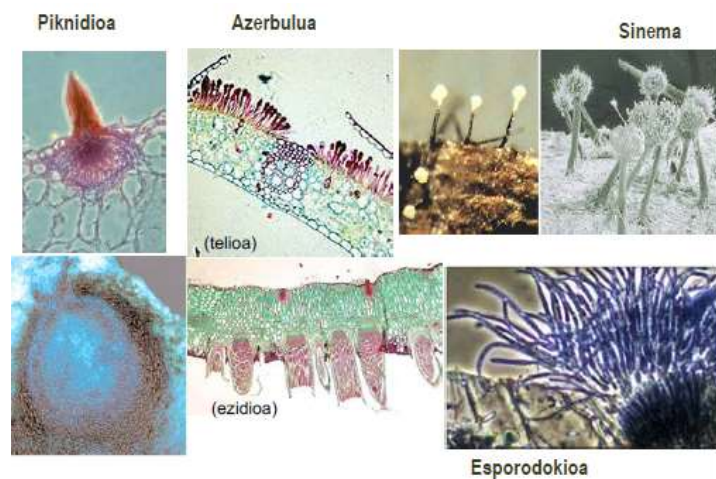 Piknidioa
Azerbulua
Sinema
(telioa)
(ezidioa)
Esporodokioa